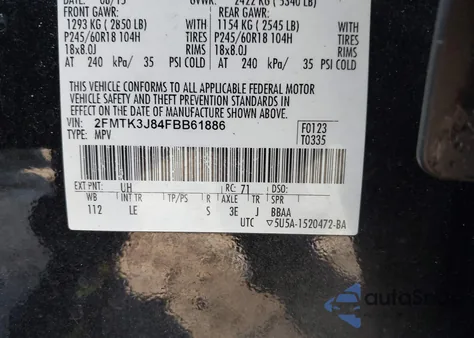 DATE: 08/15 GVWR: 2422 KG ( 5340 LB)
FRONT GAWR: REAR GAWR:
1293 KG ( 2850 LB) 1154 KG ( 2545 LB)
P245/60R18 104H TIRES P245/60R18 104H TIRES
18x8.0J RIMS 18x8.0J RIMS
AT 240 kPa/ 35 PSI COLD AT 240 kPa/ 35 PSI COLD
THIS VEHICLE CONFORMS TO ALL APPLICABLE FEDERAL MOTOR
VEHICLE SAFETY AND THEFT PREVENTION STANDARDS IN
EFFECT ON THE DATE OF MANUFACTURE SHOWN ABOVE.
VIN: 2FMTK3J84FBB61886 F0123
TYPE: MPV T0335
EXT PNT: UH RC: 71 DSO:
WB INT TR TP/PS R AXLE TR SPR
112 LE S 3E J BBAA
UTC ▽5U5A-1520472-BA